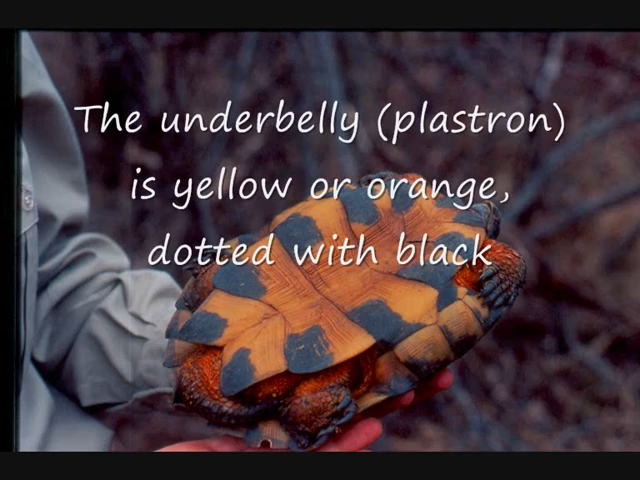 The underbelly (plastron)
is yellow or orange,
dotted with black